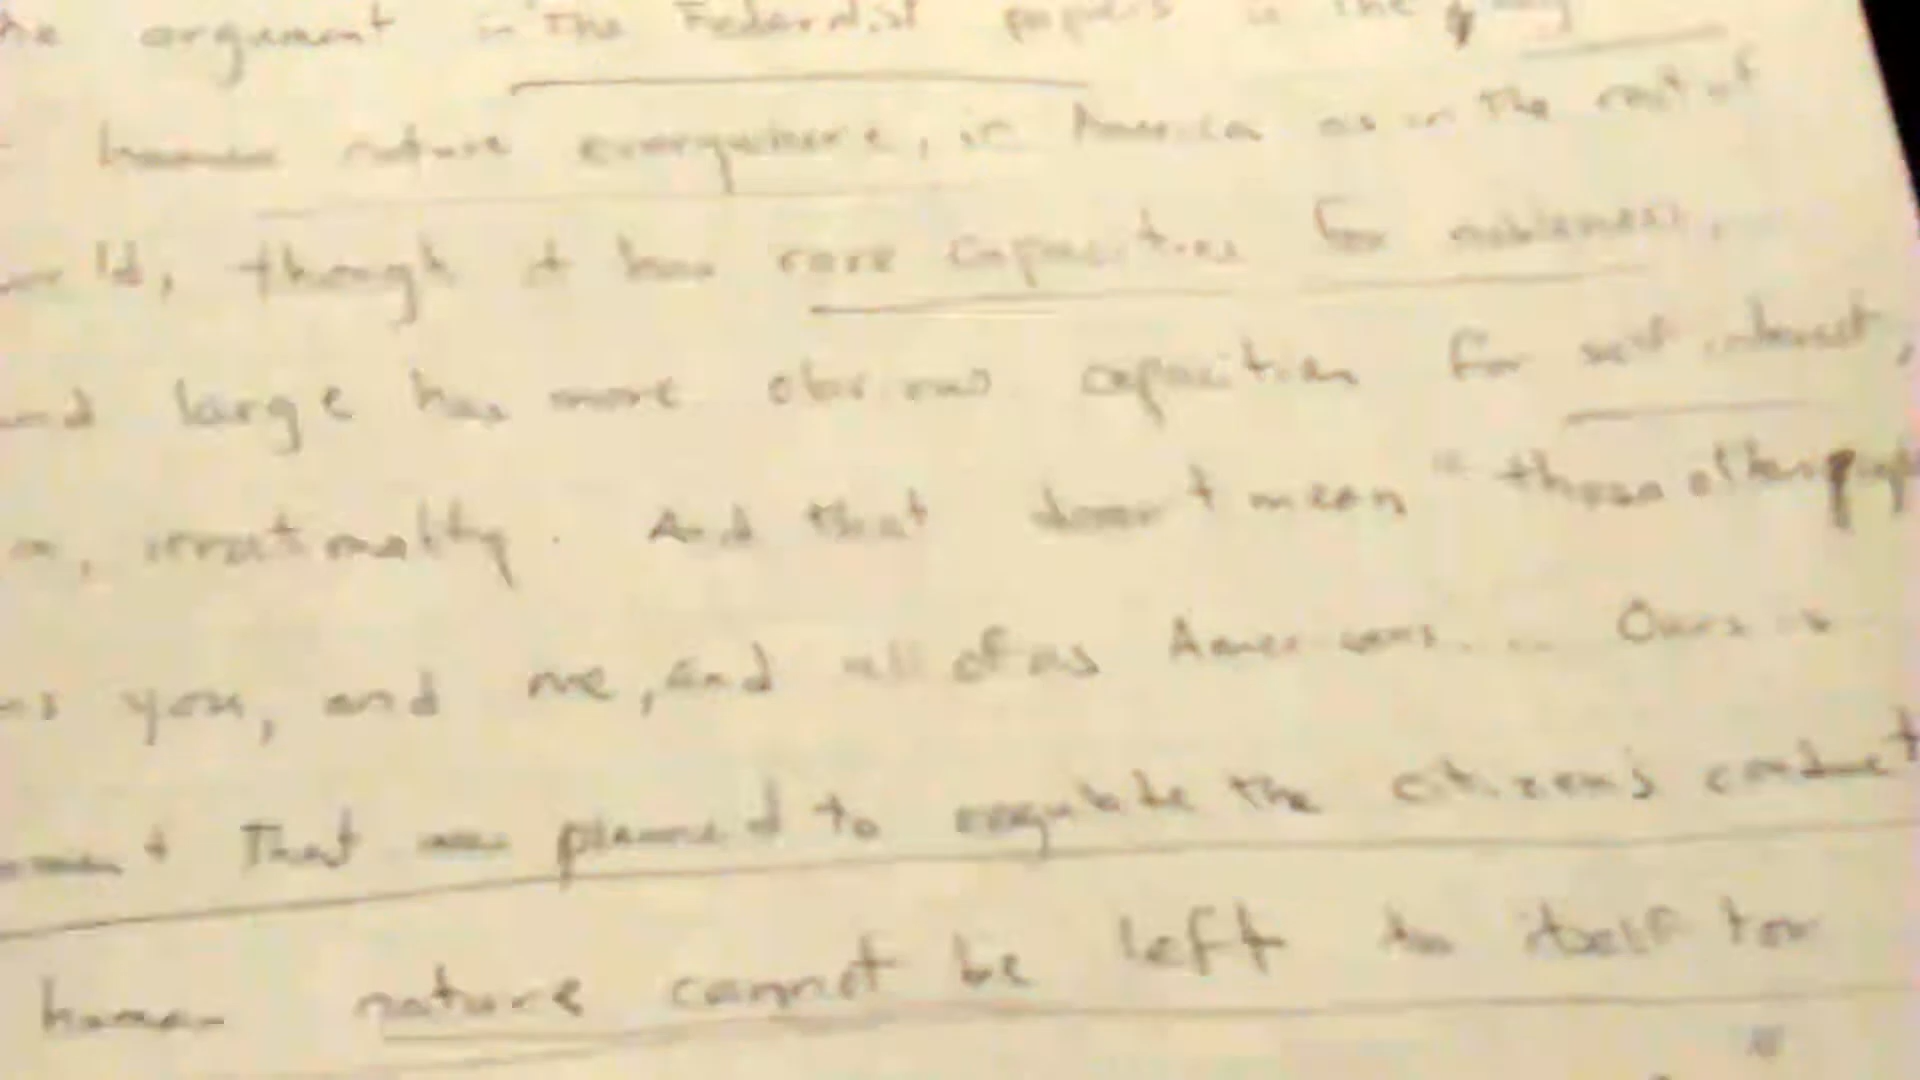 argument in The Federalist papers is the
human nature everywhere, in America as in The rest of
though it has rare capacities for nobleness,
and large has more obvious capacities for self interest,
irrationality. And that doesn't mean "those other
you, and me, and all of us Americans... Ours is
That was planned to regulate the citizen's conduct
human nature cannot be left to itself